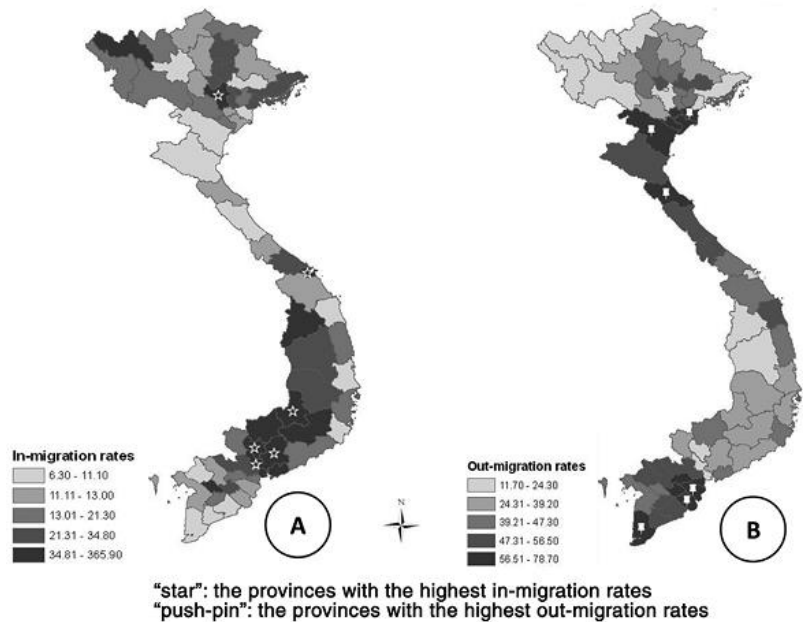 In-migration rates
6.30 - 11.10
11.11 - 13.00
13.01 - 21.30
21.31 - 34.80
34.81 - 365.90
A
N
Out-migration rates
11.70 - 24.30
24.31 - 39.20
39.21 - 47.30
47.31 - 56.50
56.51 - 78.70
B
“star”: the provinces with the highest in-migration rates
“push-pin”: the provinces with the highest out-migration rates